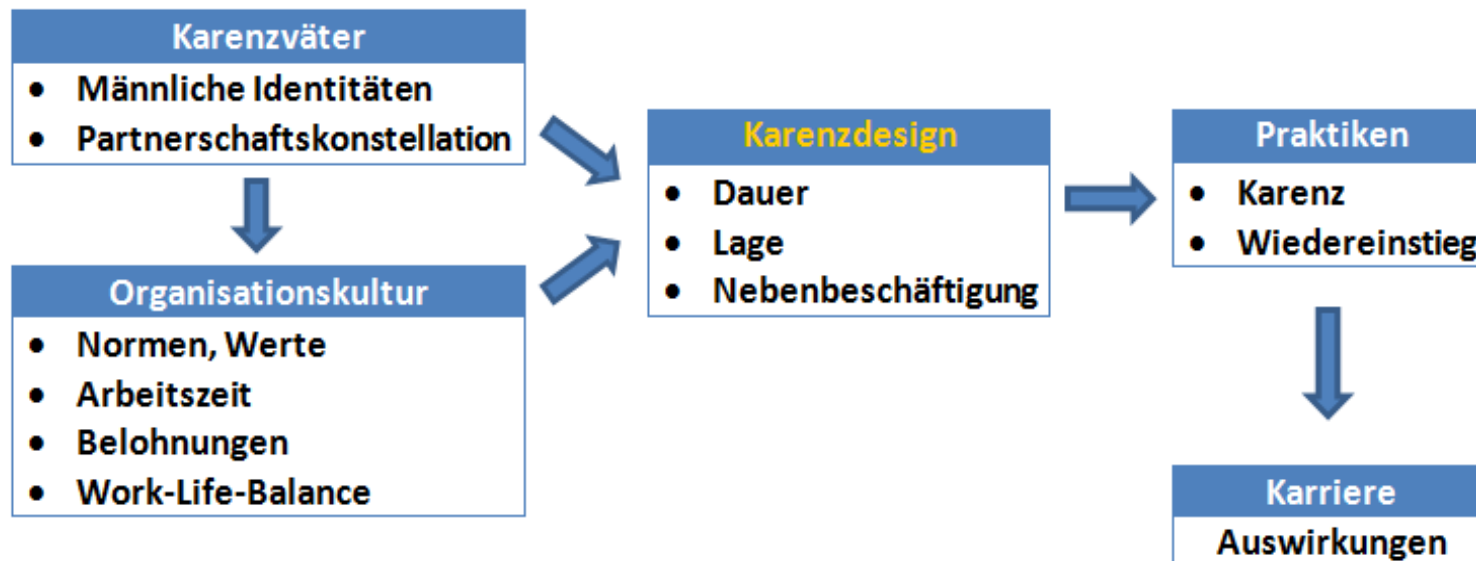 Karenzväter
• Männliche Identitäten
• Partnerschaftskonstellation
Organisationskultur
• Normen, Werte
• Arbeitszeit
• Belohnungen
• Work-Life-Balance
Karenzdesign
• Dauer
• Lage
• Nebenbeschäftigung
Praktiken
• Karenz
• Wiedereinstieg
Karriere
Auswirkungen